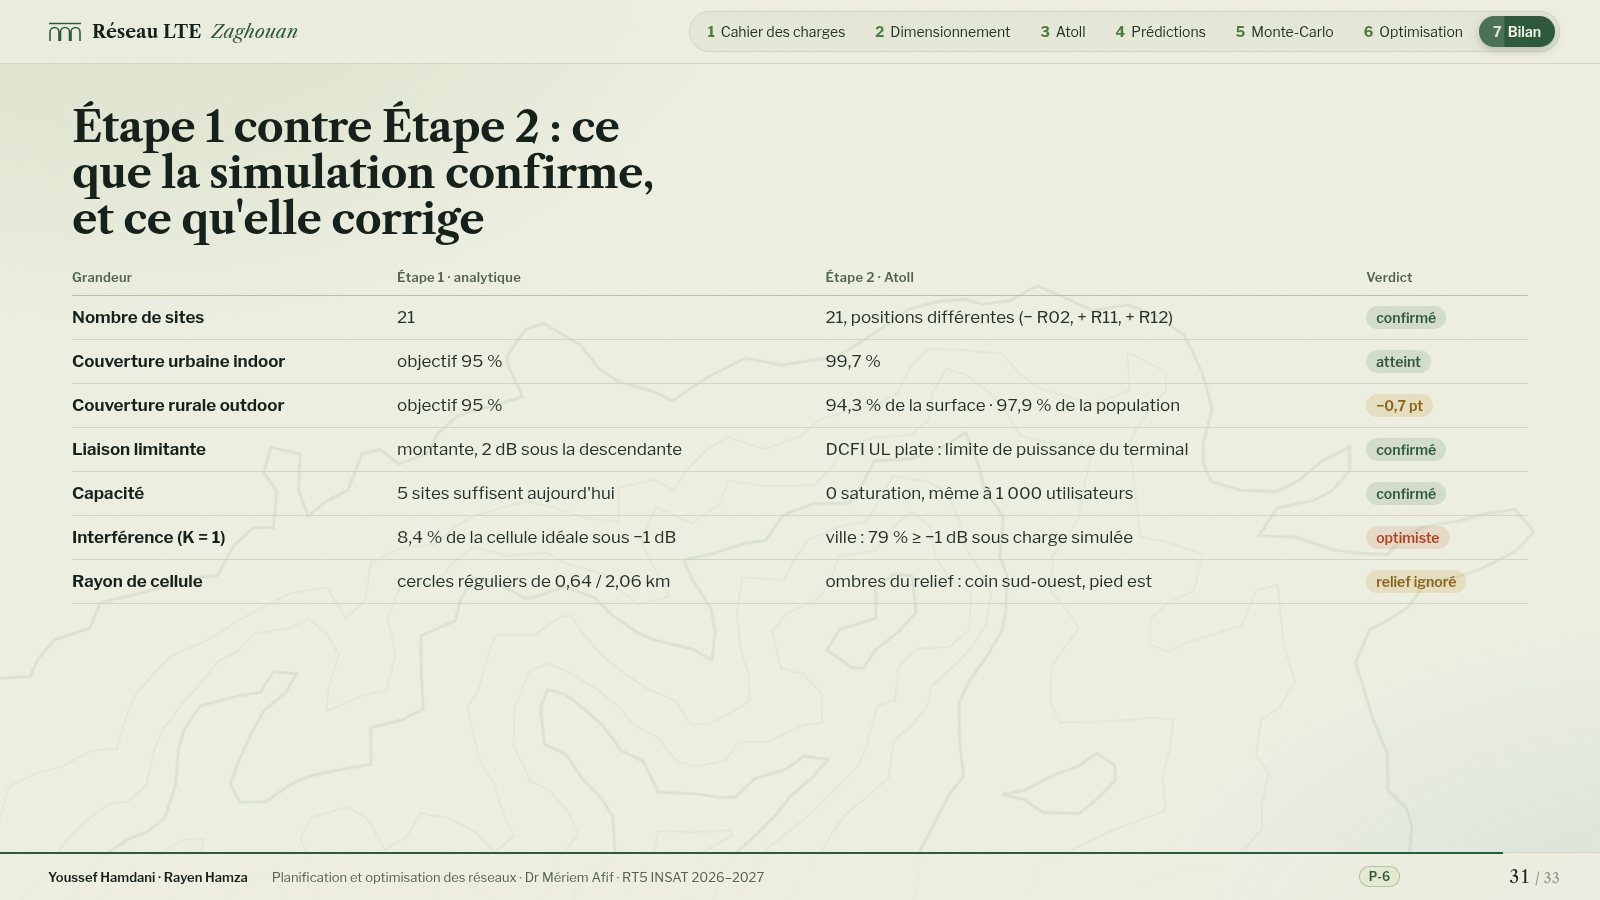 Réseau LTE Zaghouan
1 Cahier des charges 2 Dimensionnement 3 Atoll 4 Prédictions 5 Monte-Carlo 6 Optimisation 7 Bilan
Étape 1 contre Étape 2 : ce
que la simulation confirme,
et ce qu'elle corrige
Grandeur Étape 1 · analytique Étape 2 · Atoll Verdict
Nombre de sites 21 21, positions différentes (− R02, + R11, + R12) confirmé
Couverture urbaine indoor objectif 95 % 99,7 % atteint
Couverture rurale outdoor objectif 95 % 94,3 % de la surface · 97,9 % de la population −0,7 pt
Liaison limitante montante, 2 dB sous la descendante DCFI UL plate : limite de puissance du terminal confirmé
Capacité 5 sites suffisent aujourd'hui 0 saturation, même à 1 000 utilisateurs confirmé
Interférence (K = 1) 8,4 % de la cellule idéale sous −1 dB ville : 79 % ≥ −1 dB sous charge simulée optimiste
Rayon de cellule cercles réguliers de 0,64 / 2,06 km ombres du relief : coin sud-ouest, pied est relief ignoré
Youssef Hamdani · Rayen Hamza Planification et optimisation des réseaux · Dr Mériem Afif · RT5 INSAT 2026–2027 P-6 31 / 33